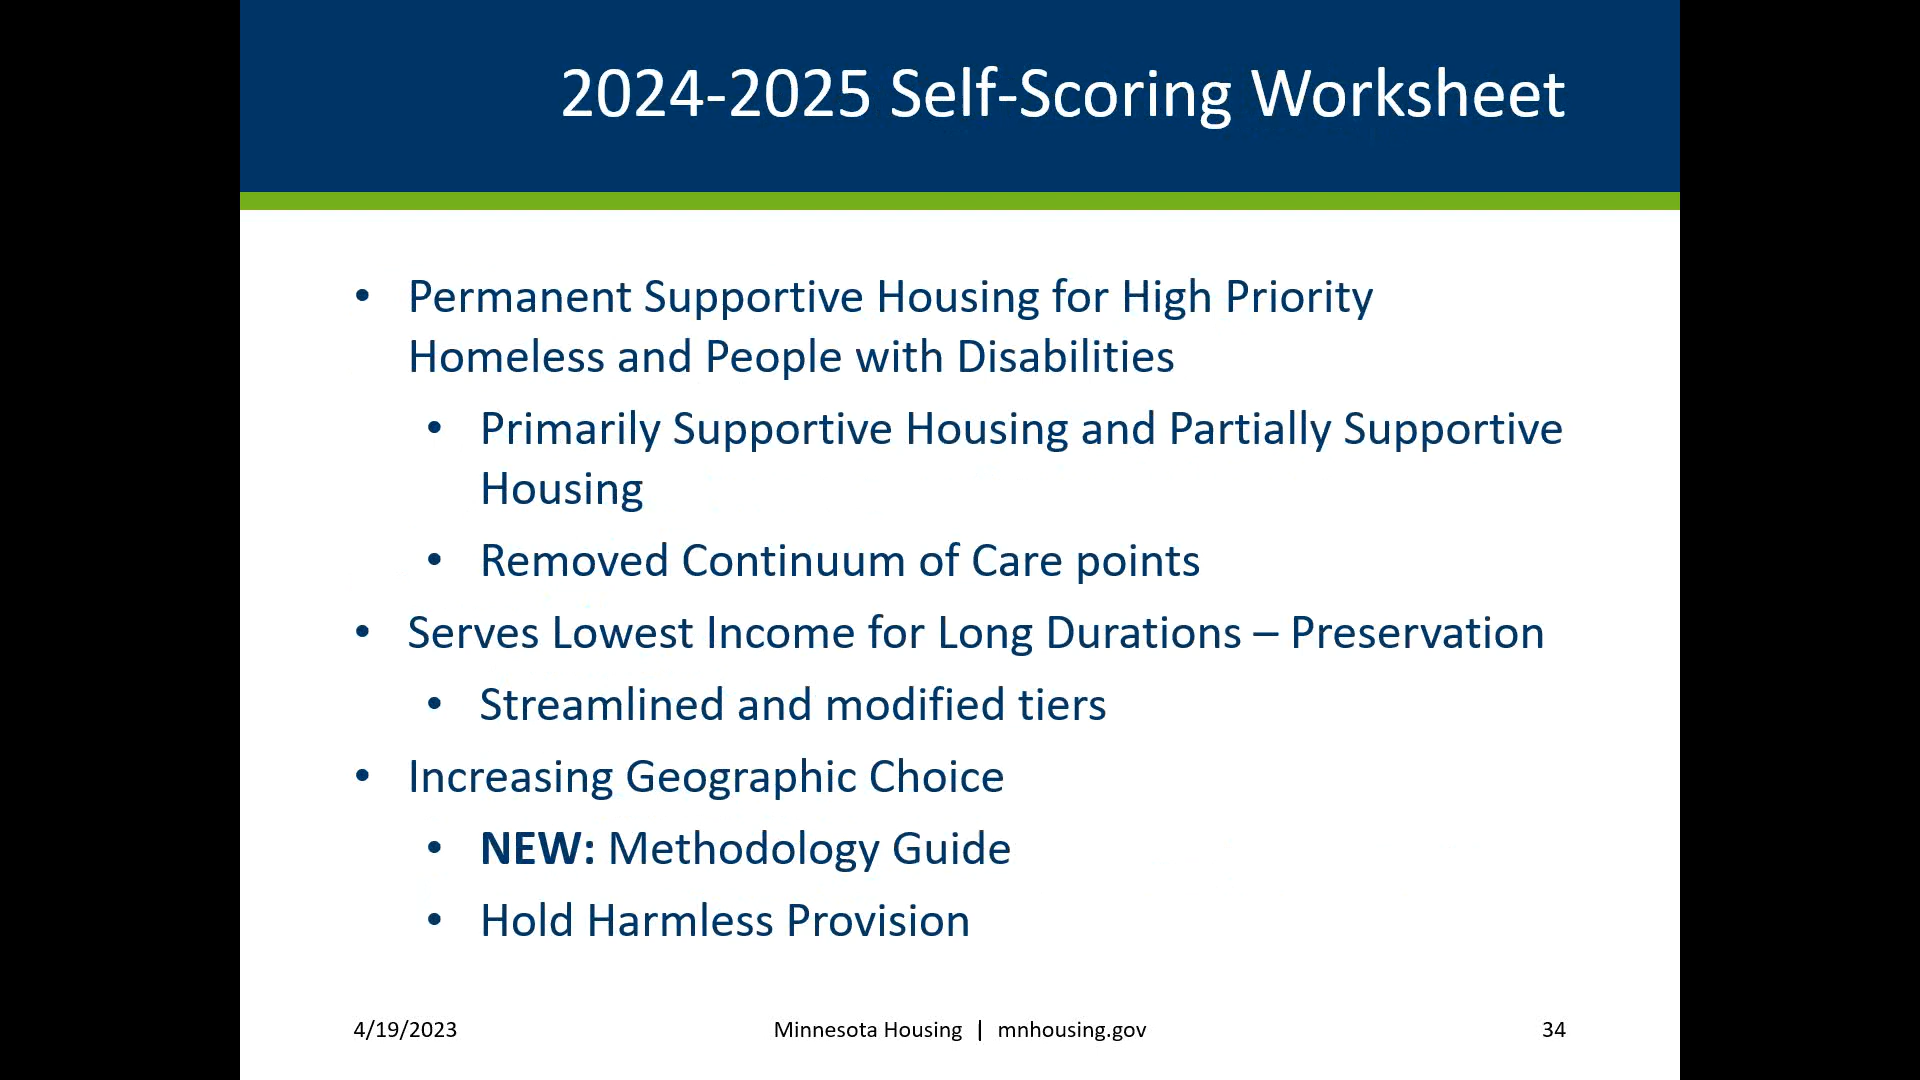 2024-2025 Self-Scoring Worksheet
• Permanent Supportive Housing for High Priority
Homeless and People with Disabilities
• Primarily Supportive Housing and Partially Supportive
Housing
• Removed Continuum of Care points
• Serves Lowest Income for Long Durations – Preservation
• Streamlined and modified tiers
• Increasing Geographic Choice
• NEW: Methodology Guide
• Hold Harmless Provision
4/19/2023 Minnesota Housing | mnhousing.gov 34